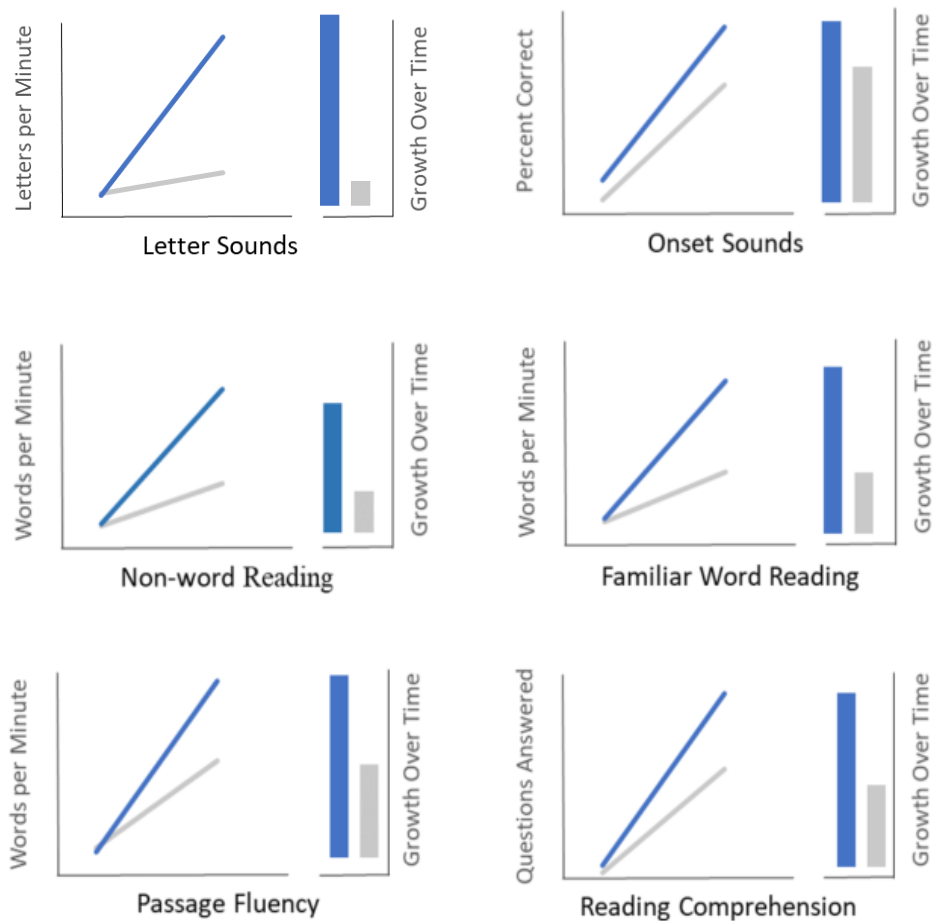 Letters per Minute
Growth Over Time
Letter Sounds
Percent Correct
Growth Over Time
Onset Sounds
Words per Minute
Growth Over Time
Non-word Reading
Words per Minute
Growth Over Time
Familiar Word Reading
Words per Minute
Growth Over Time
Passage Fluency
Questions Answered
Growth Over Time
Reading Comprehension